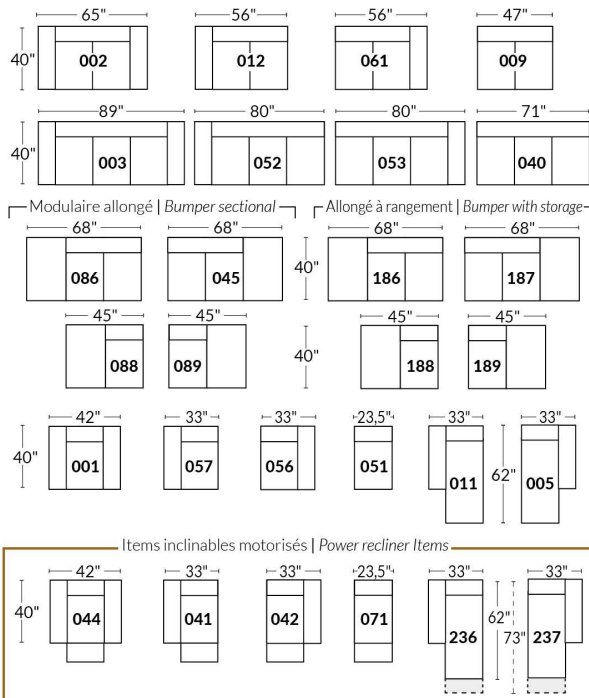 65" 56" 56" 47"
40" 002 012 061 009
89" 80" 80" 71"
40" 003 052 053 040
Modulaire allongé | Bumper sectional Allongé à rangement | Bumper with storage
68" 68" 68" 68"
086 045 40" 186 187
45" 45" 45" 45"
088 089 40" 188 189
42" 33" 33" 23,5" 33" 33"
40" 001 057 056 051 011 62" 005
Items inclinables motorisés | Power recliner Items
42" 33" 33" 23,5" 33" 33"
40" 044 041 042 071 236 62" 73" 237